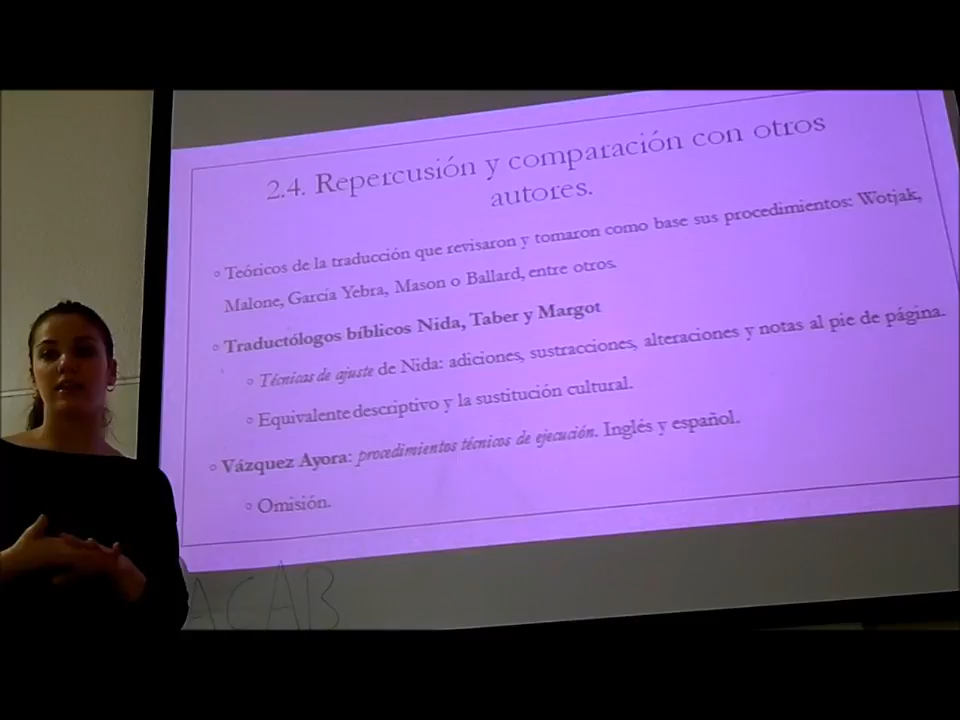 2.4. Repercusión y comparación con otros
autores.
Teóricos de la traducción que revisaron y tomaron como base sus procedimientos: Wotjak,
Malone, García Yebra, Mason o Ballard, entre otros.
Traductólogos bíblicos Nida, Taber y Margot
Técnicas de ajuste de Nida: adiciones, sustracciones, alteraciones y notas al pie de página.
Equivalente descriptivo y la sustitución cultural.
Vázquez Ayora: procedimientos técnicos de ejecución. Inglés y español.
Omisión.
ACAB